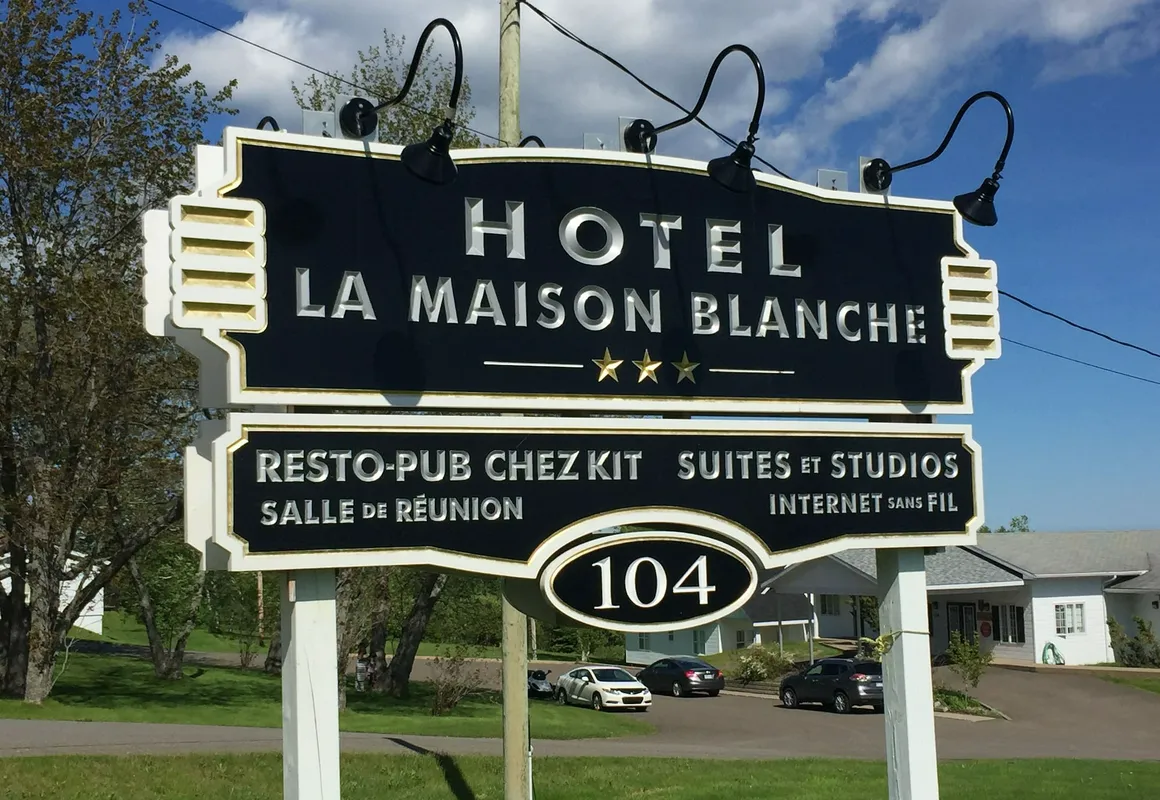 HOTEL
LA MAISON BLANCHE
RESTO-PUB CHEZ KIT
SALLE DE RÉUNION
SUITES ET STUDIOS
INTERNET SANS FIL
104